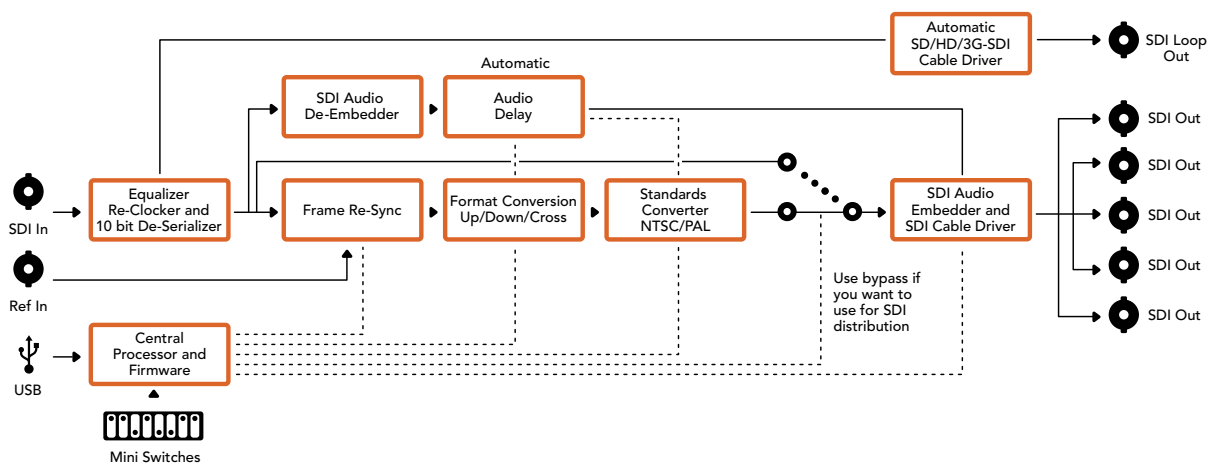 Automatic
SD/HD/3G-SDI
Cable Driver
SDI Loop
Out
Automatic
SDI Audio
De-Embedder
Audio
Delay
SDI Out
SDI Out
SDI Out
SDI Out
SDI Out
SDI In
Equalizer
Re-Clocker and
10 bit De-Serializer
Frame Re-Sync
Format Conversion
Up/Down/Cross
Standards
Converter
NTSC/PAL
SDI Audio
Embedder and
SDI Cable Driver
Ref In
Use bypass if
you want to
use for SDI
distribution
USB
Central
Processor and
Firmware
Mini Switches